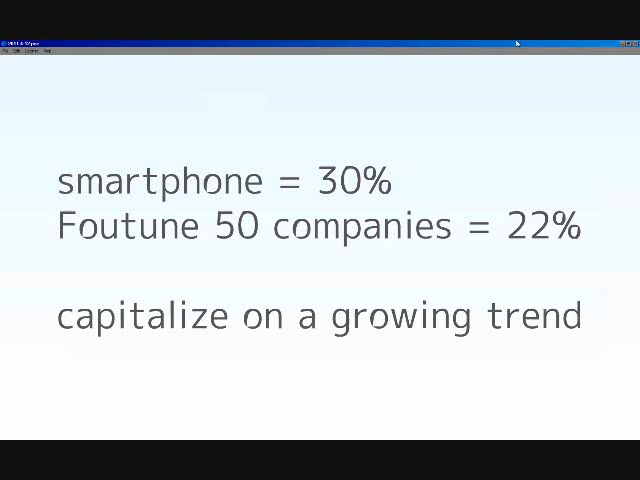 smartphone = 30%
Foutune 50 companies = 22%
capitalize on a growing trend